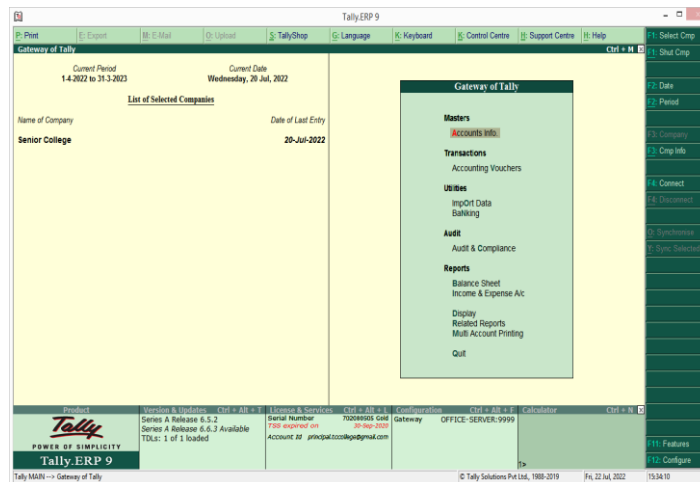 Tally.ERP 9
P: Print E: Export M: E-Mail O: Upload S: TallyShop G: Language K: Keyboard K: Control Centre H: Support Centre H: Help
F1: Select Cmp
F1: Shut Cmp
F2: Date
F2: Period
F3: Company
F3: Cmp Info
F4: Connect
F4: Disconnect
O: Synchronise
Y: Sync Selected
F11: Features
F12: Configure
Gateway of Tally Ctrl + M
Current Period Current Date
1-4-2022 to 31-3-2023 Wednesday, 20 Jul, 2022
List of Selected Companies
Name of Company Date of Last Entry
Senior College 20-Jul-2022
Gateway of Tally
Masters
Accounts Info.
Transactions
Accounting Vouchers
Utilities
ImpOrt Data
BaNking
Audit
Audit & Compliance
Reports
Balance Sheet
Income & Expense A/c
Display
Related Reports
Multi Account Printing
Quit
Product
Tally
POWER OF SIMPLICITY
Tally.ERP 9
Version & Updates Ctrl + Alt + T
Series A Release 6.5.2
Series A Release 6.6.3 Available
TDLs: 1 of 1 loaded
License & Services Ctrl + Alt + L
Serial Number Gold
TSS expired on 30-Sep-2020
Account Id
Configuration Ctrl + Alt + F
Gateway OFFICE-SERVER:9999
Calculator Ctrl + N
1>
Tally MAIN --> Gateway of Tally © Tally Solutions Pvt Ltd., 1988-2019 Fri, 22 Jul, 2022 15:34:10